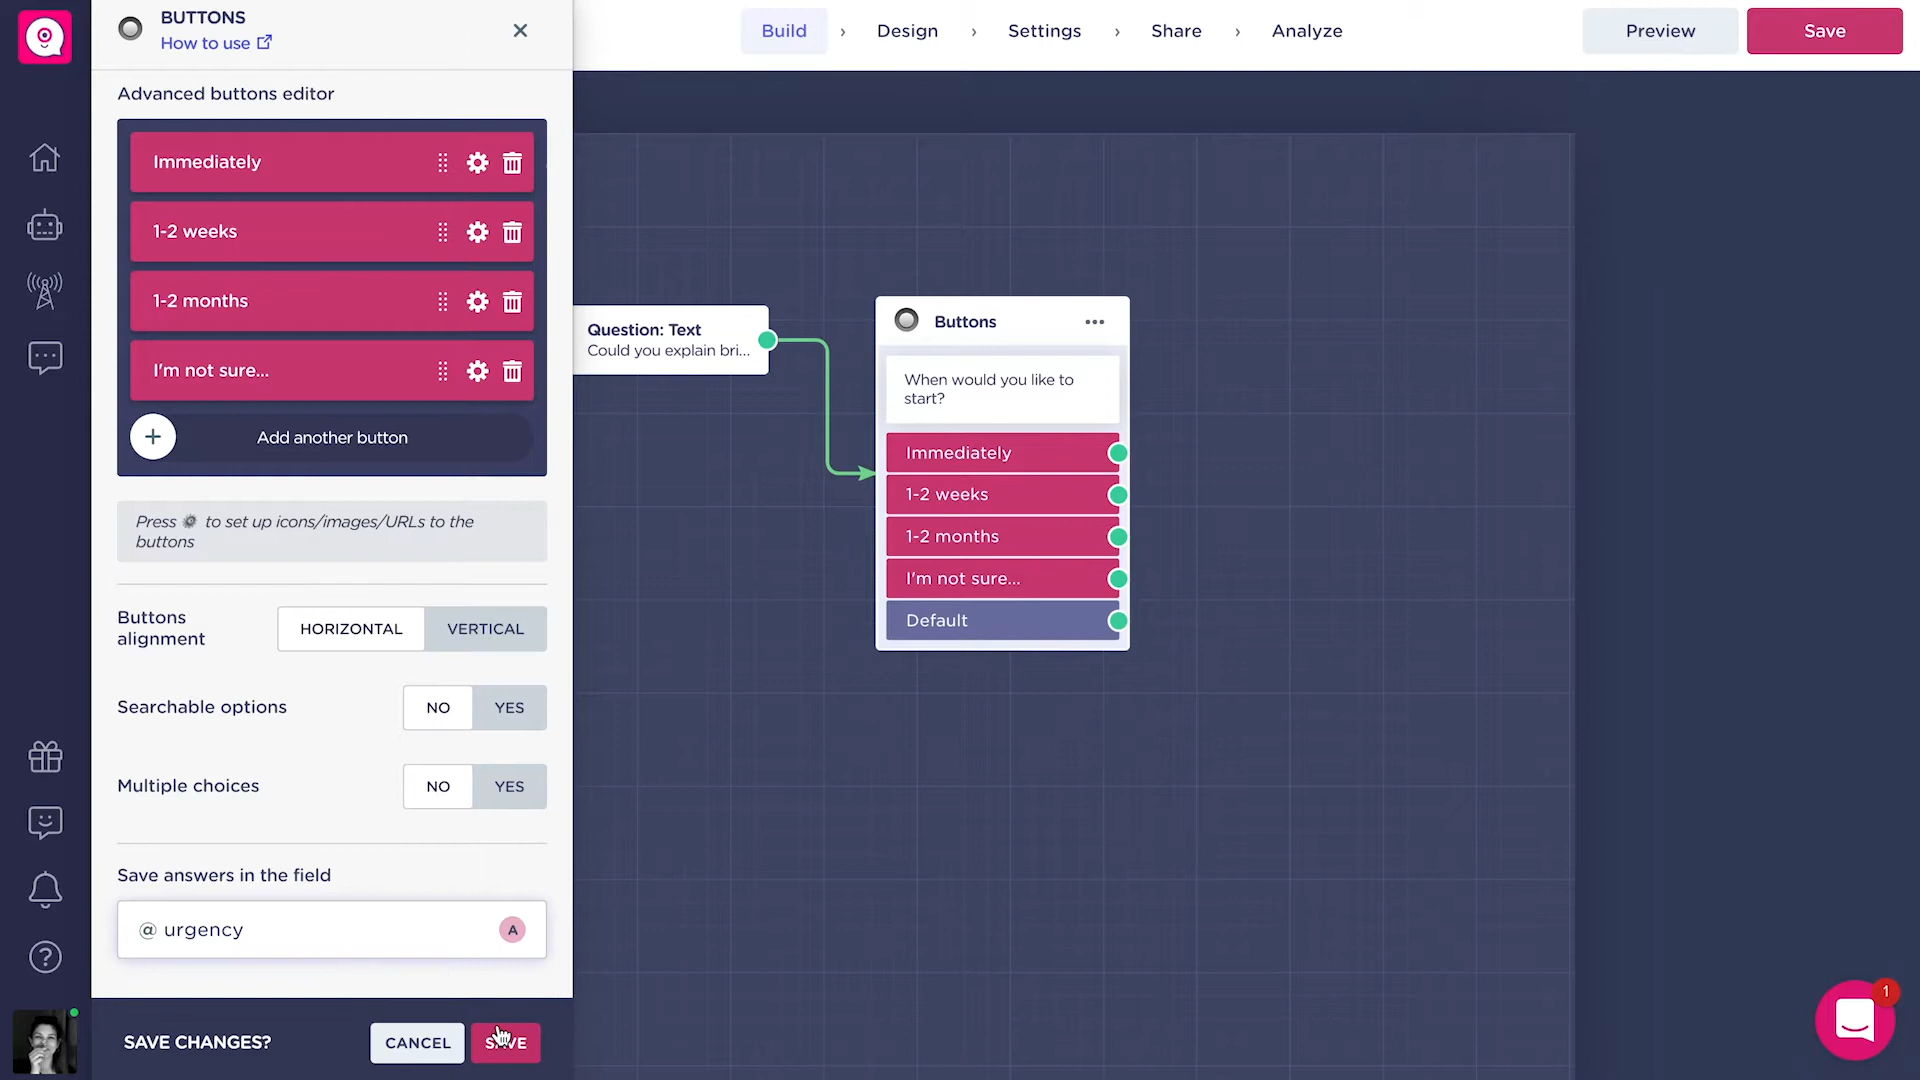 BUTTONS
How to use
Build
Design
Settings
Share
Analyze
Preview
Save
Advanced buttons editor
Immediately
1-2 weeks
1-2 months
I'm not sure...
Add another button
Press to set up icons/images/URLs to the
buttons
Buttons
alignment
HORIZONTAL
VERTICAL
Searchable options
NO
YES
Multiple choices
NO
YES
Save answers in the field
@ urgency
A
SAVE CHANGES?
CANCEL
SAVE
Question: Text
Could you explain bri...
Buttons
When would you like to
start?
Immediately
1-2 weeks
1-2 months
I'm not sure...
Default
1